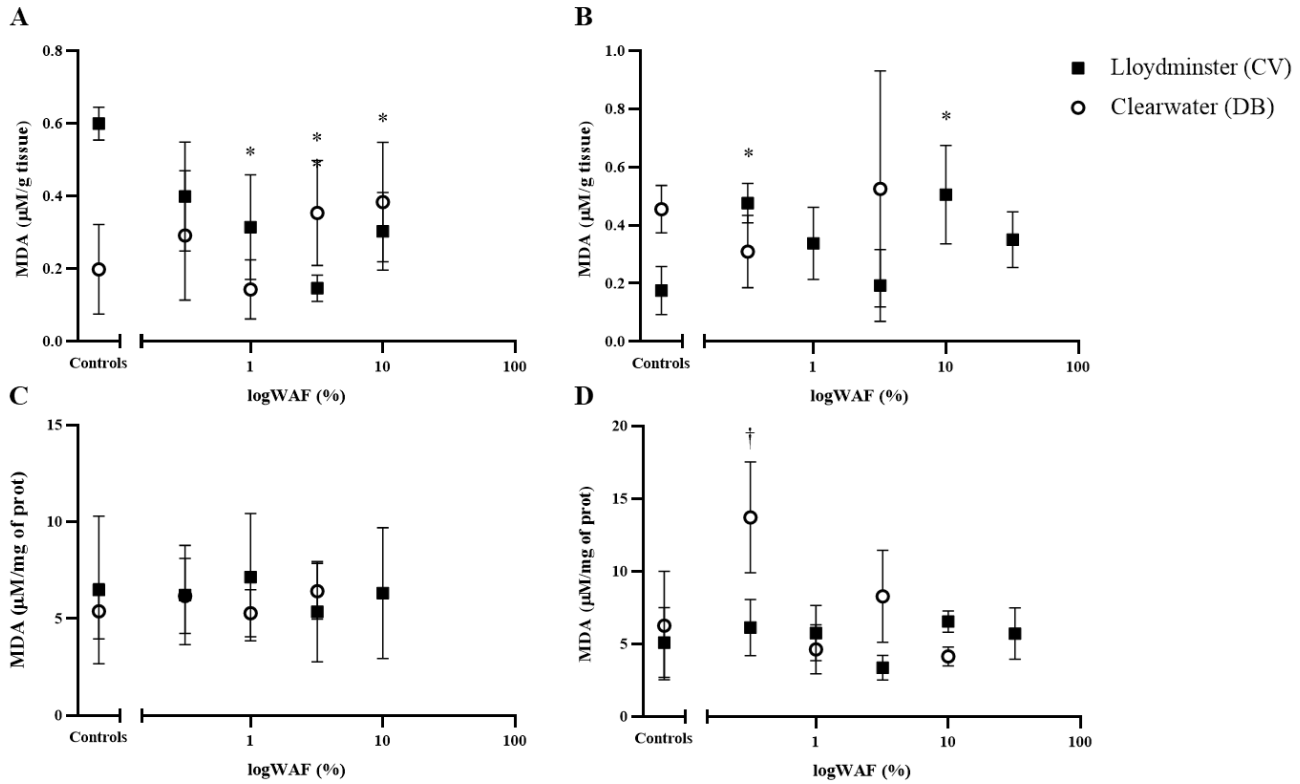 A
0.8
0.6
0.4
0.2
0.0
MDA (µM/g tissue)
*
*
*
*
Controls
1
10
100
logWAF (%)
B
1.0
0.8
0.6
0.4
0.2
0.0
MDA (µM/g tissue)
*
*
Controls
1
10
100
logWAF (%)
Lloydminster (CV)
Clearwater (DB)
C
15
10
5
0
MDA (µM/mg of prot)
Controls
1
10
100
logWAF (%)
D
20
15
10
5
0
MDA (µM/mg of prot)
†
Controls
1
10
100
logWAF (%)